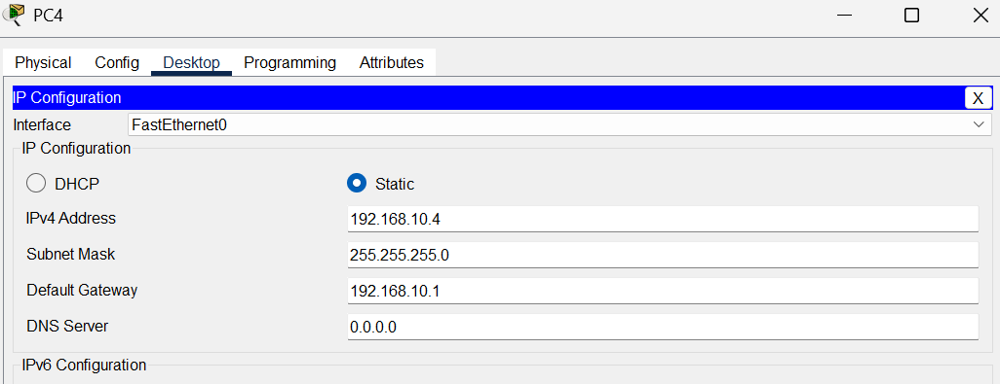 PC4
Physical Config Desktop Programming Attributes
IP Configuration X
Interface FastEthernet0
IP Configuration
DHCP Static
IPv4 Address 192.168.10.4
Subnet Mask 255.255.255.0
Default Gateway 192.168.10.1
DNS Server 0.0.0.0
IPv6 Configuration